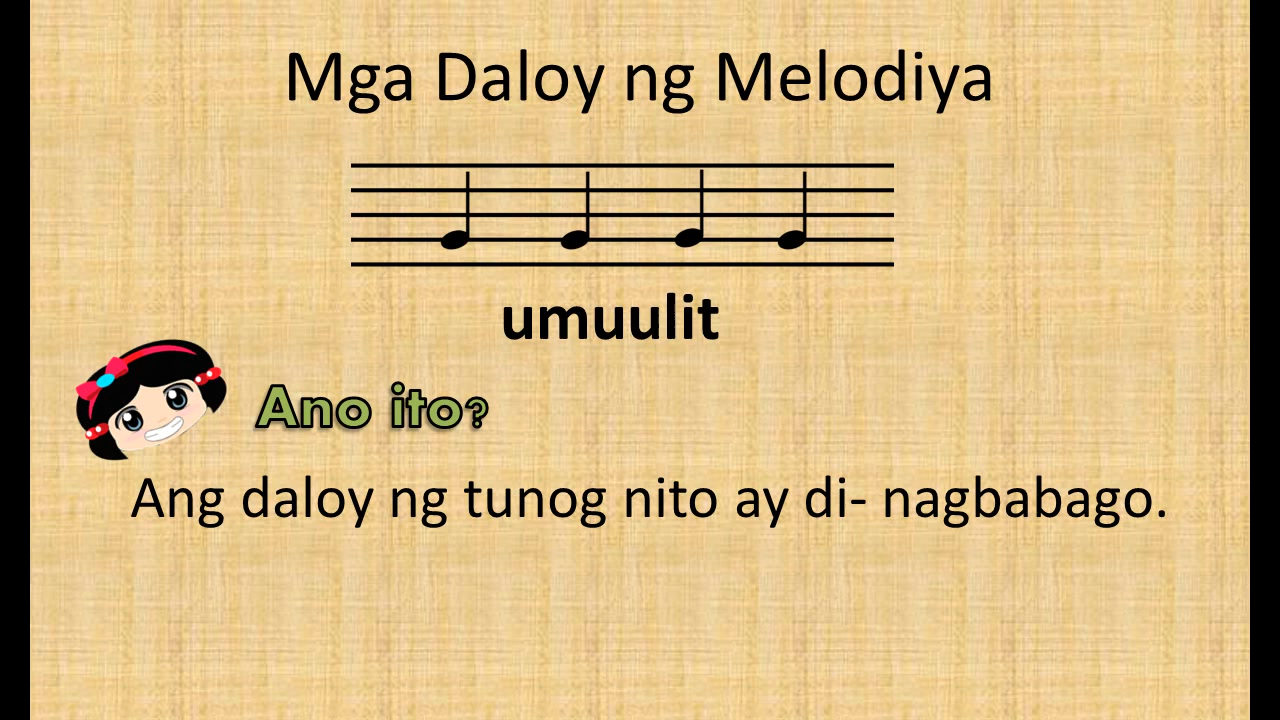 Mga Daloy ng Melodiya
umuulit
Ano ito?
Ang daloy ng tunog nito ay di- nagbabago.